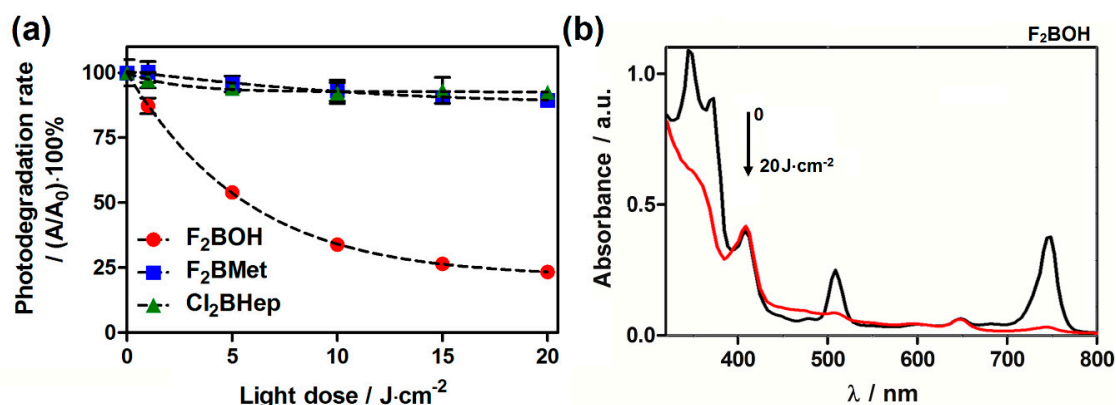 (a)
Photodegradation rate
/ (A/A₀)·100%
100
75
50
25
0
F₂BOH
F₂BMet
Cl₂BHep
0 5 10 15 20
Light dose / J·cm⁻²
(b)
F₂BOH
Absorbance / a.u.
1.0
0.5
0.0
0
20J·cm⁻²
400 500 600 700 800
λ / nm